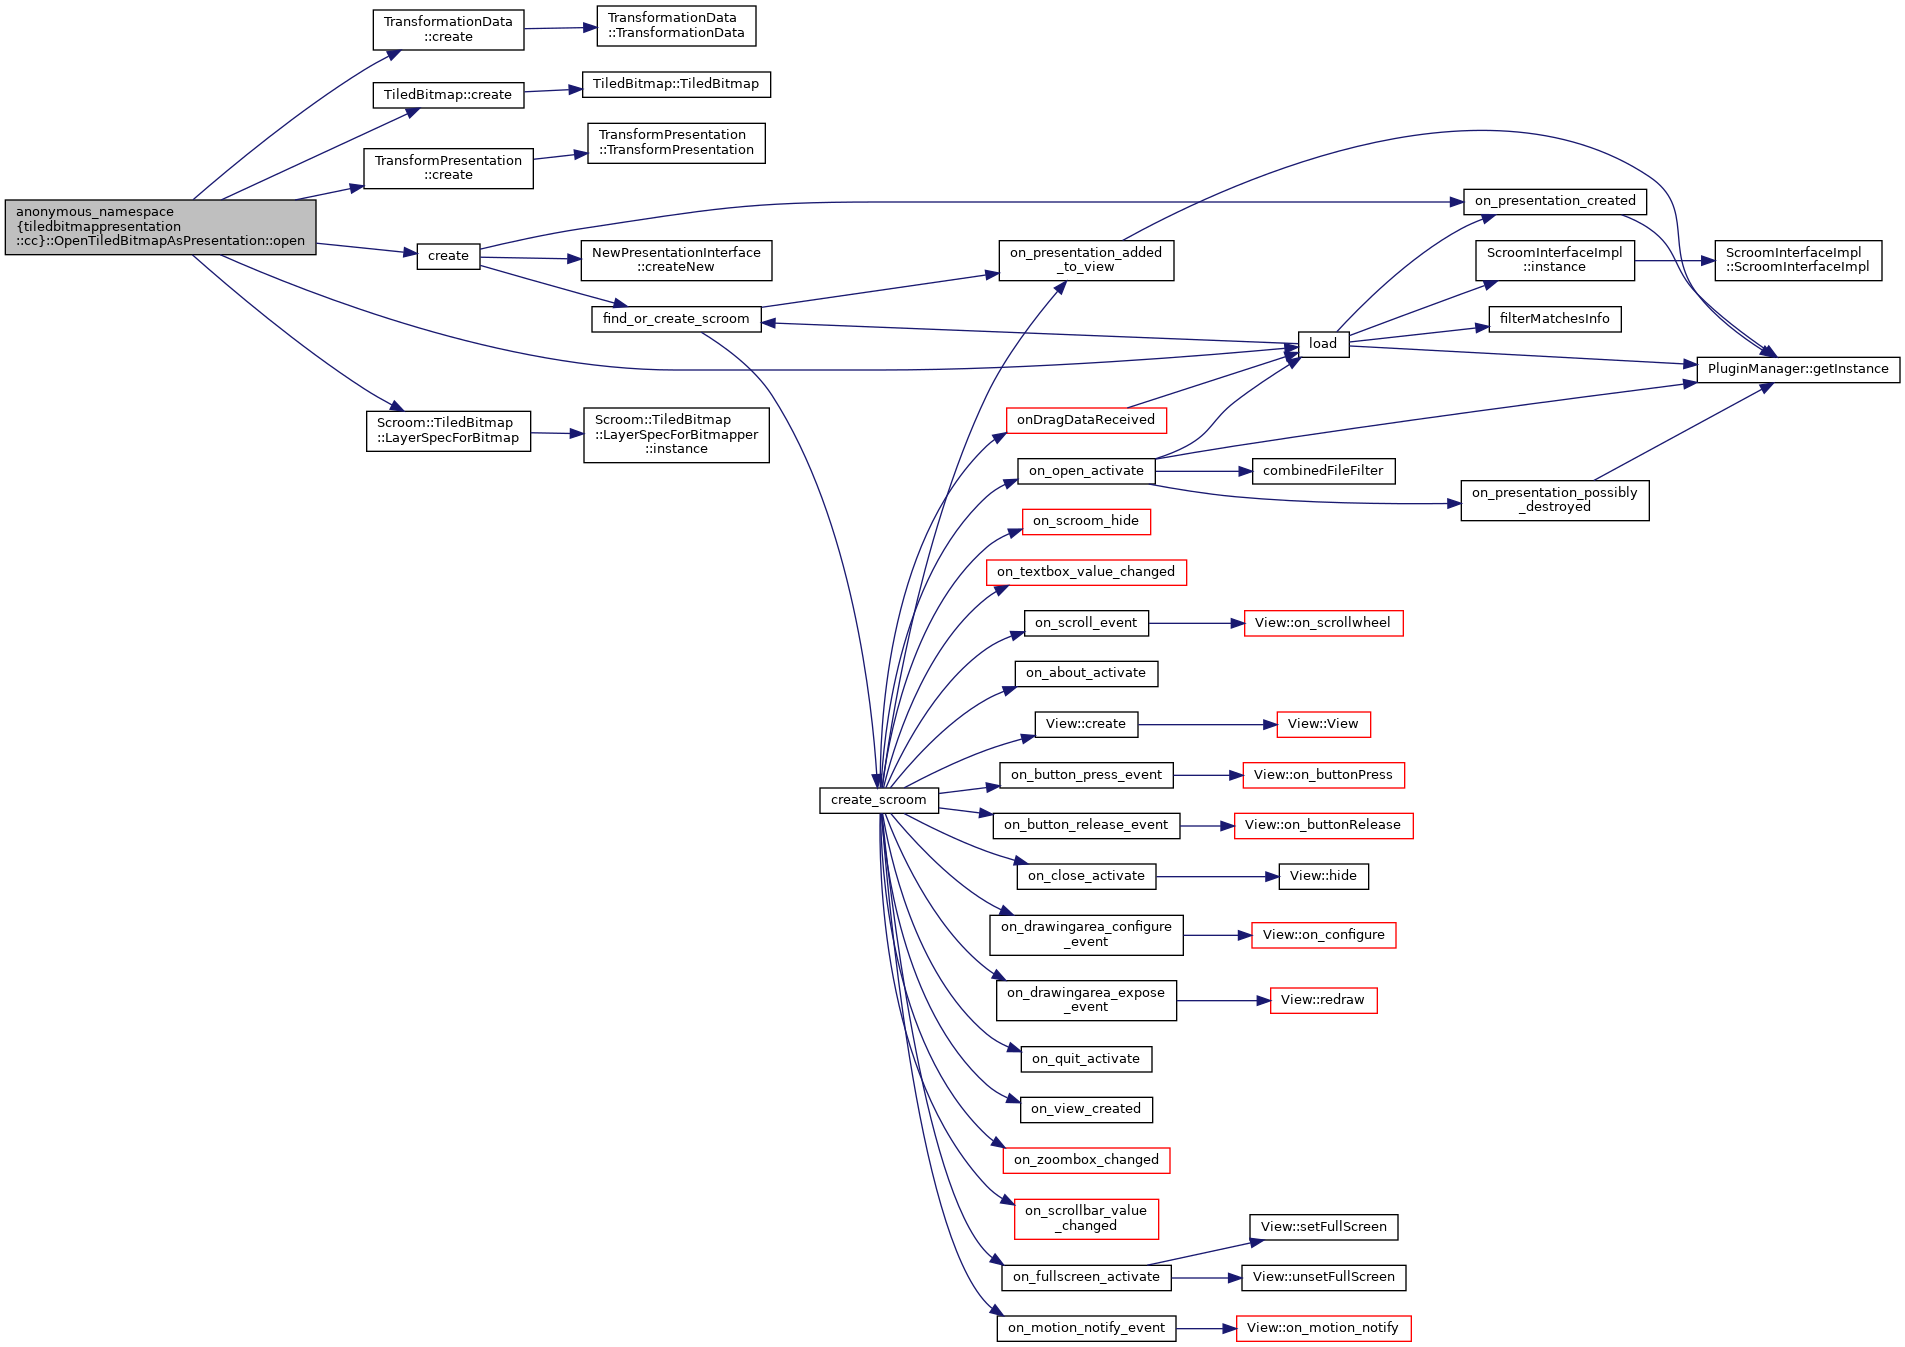 anonymous_namespace
{tiledbitmappresentation
::cc}::OpenTiledBitmapAsPresentation::open
TransformationData
::create
TransformationData
::TransformationData
TiledBitmap::create
TiledBitmap::TiledBitmap
TransformPresentation
::create
TransformPresentation
::TransformPresentation
create
NewPresentationInterface
::createNew
find_or_create_scroom
Scroom::TiledBitmap
::LayerSpecForBitmap
Scroom::TiledBitmap
::LayerSpecForBitmapper
::instance
on_presentation_added
_to_view
on_presentation_created
ScroomInterfaceImpl
::instance
ScroomInterfaceImpl
::ScroomInterfaceImpl
filterMatchesInfo
load
PluginManager::getInstance
onDragDataReceived
on_open_activate
combinedFileFilter
on_presentation_possibly
_destroyed
on_scroom_hide
on_textbox_value_changed
on_scroll_event
View::on_scrollwheel
on_about_activate
View::create
View::View
on_button_press_event
View::on_buttonPress
create_scroom
on_button_release_event
View::on_buttonRelease
on_close_activate
View::hide
on_drawingarea_configure
_event
View::on_configure
on_drawingarea_expose
_event
View::redraw
on_quit_activate
on_view_created
on_zoombox_changed
on_scrollbar_value
_changed
View::setFullScreen
on_fullscreen_activate
View::unsetFullScreen
on_motion_notify_event
View::on_motion_notify